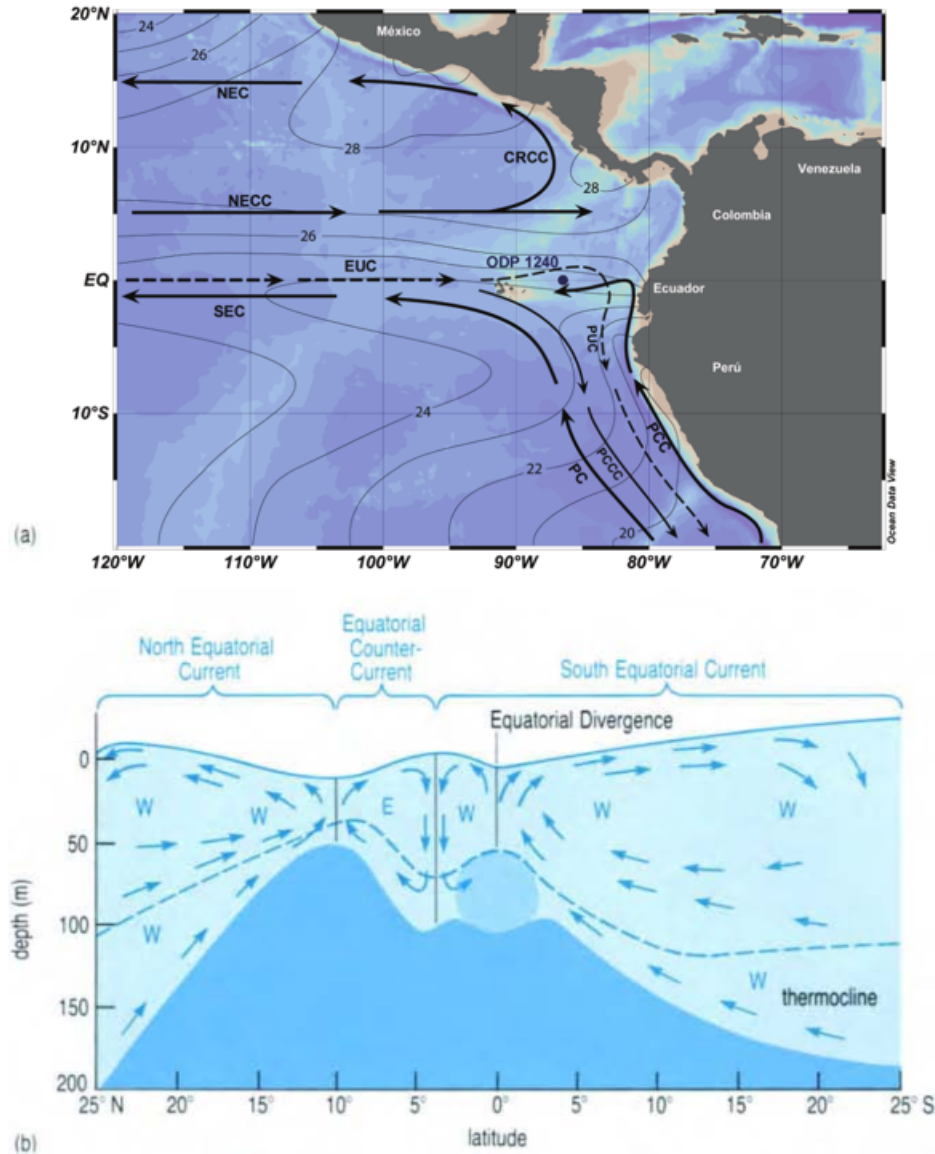 20°N
México
24
26
NEC
28
10°N
CRCC
Venezuela
28
NECC
Colombia
26
EUC
ODP 1240
EQ
Ecuador
SEC
PUC
Perú
24
10°S
PCC
PCCC
22
PC
20
Ocean Data View
(a)
120°W 110°W 100°W 90°W 80°W 70°W
Equatorial
North Equatorial Counter-
Current Current South Equatorial Current
Equatorial Divergence
0
W W E W W W
50
100
W
W thermocline
150
200
depth (m)
25° N 20° 15° 10° 5° 0° 5° 10° 15° 20° 25° S
latitude
(b)